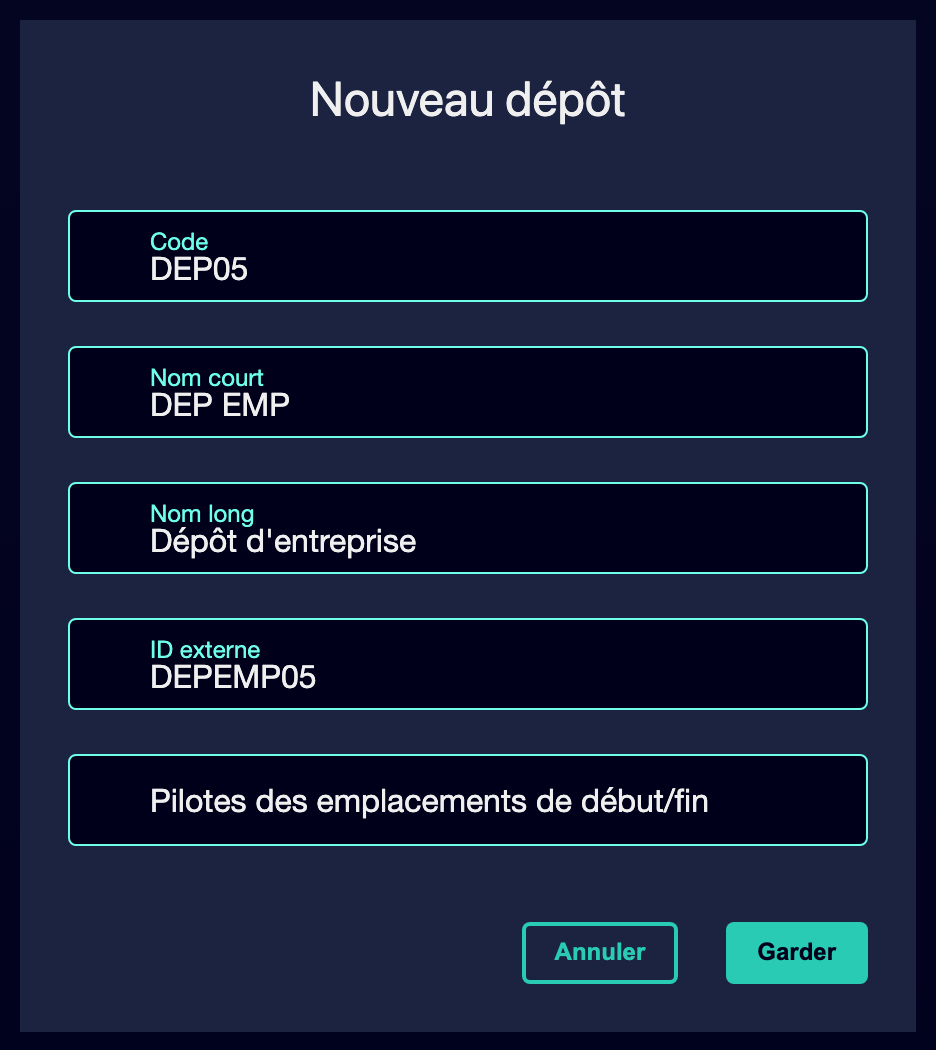 Nouveau dépôt
Code
DEP05
Nom court
DEP EMP
Nom long
Dépôt d'entreprise
ID externe
DEPEMP05
Pilotes des emplacements de début/fin
Annuler
Garder